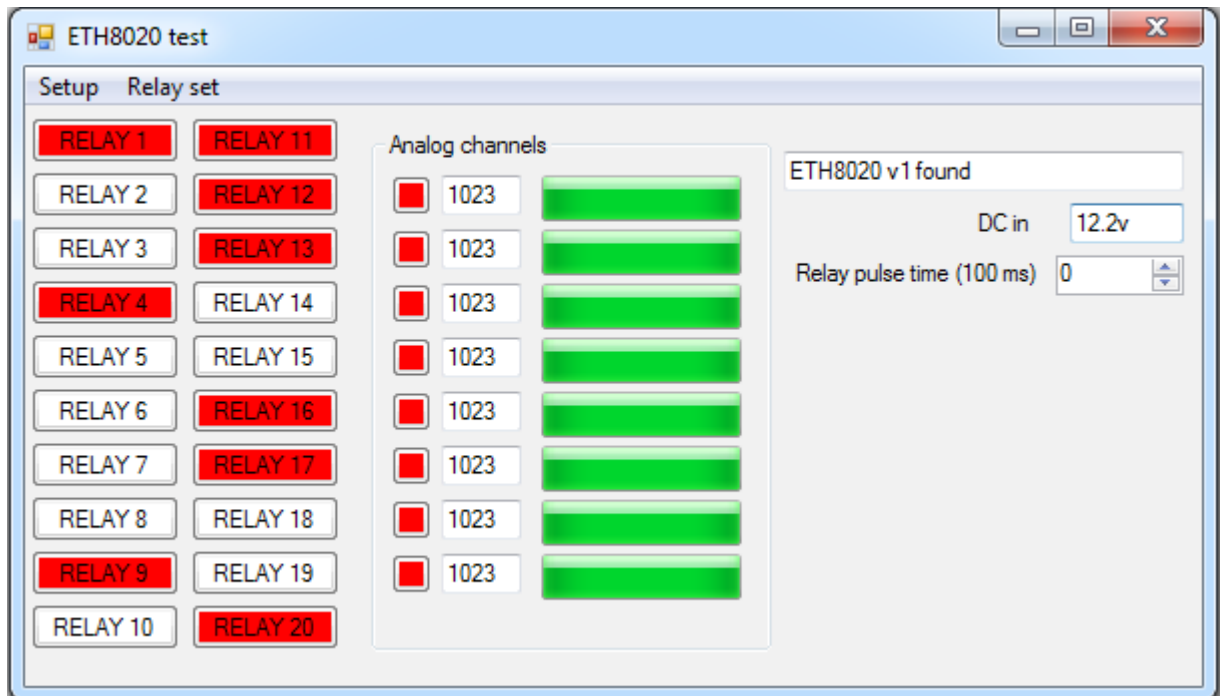 ETH8020 test
Setup Relay set
RELAY 1
RELAY 2
RELAY 3
RELAY 4
RELAY 5
RELAY 6
RELAY 7
RELAY 8
RELAY 9
RELAY 10
RELAY 11
RELAY 12
RELAY 13
RELAY 14
RELAY 15
RELAY 16
RELAY 17
RELAY 18
RELAY 19
RELAY 20
Analog channels
1023
1023
1023
1023
1023
1023
1023
1023
ETH8020 v1 found
DC in 12.2v
Relay pulse time (100 ms) 0